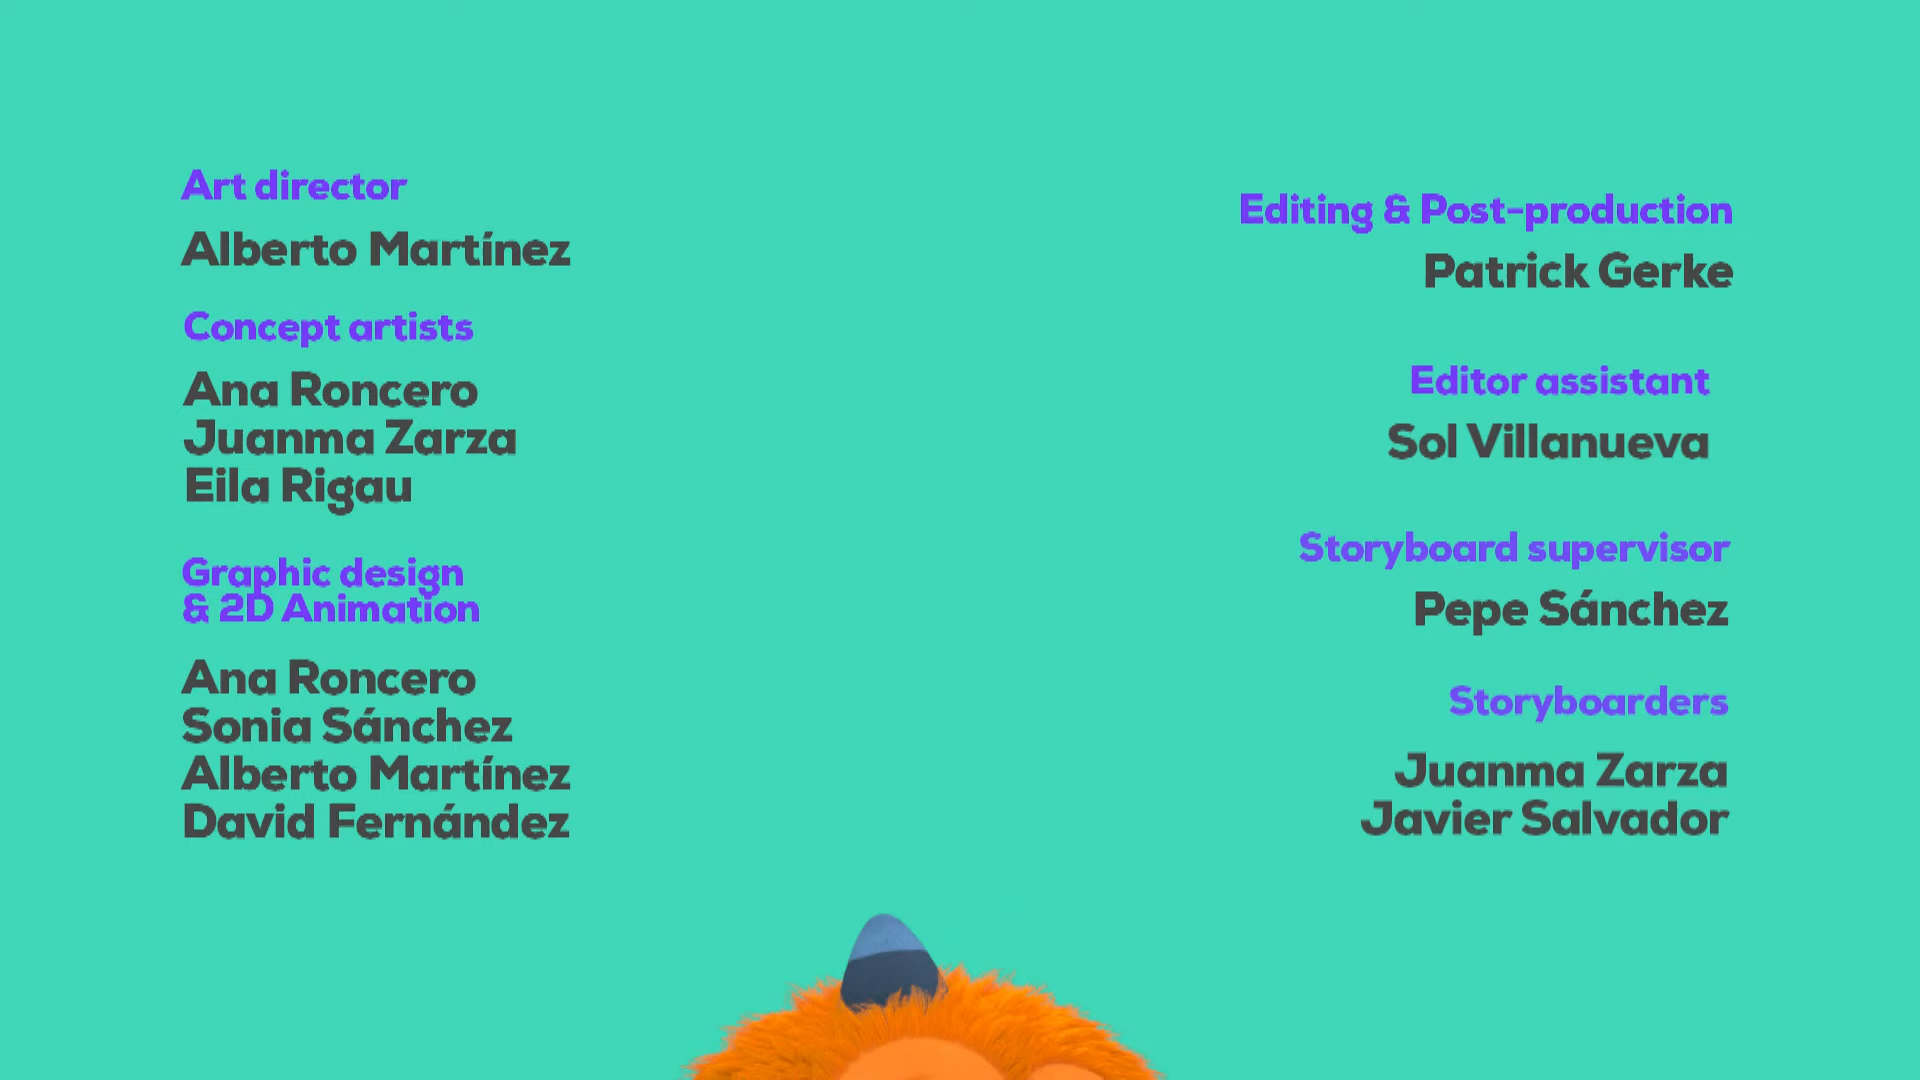 Art director
Alberto Martínez
Concept artists
Ana Roncero
Juanma Zarza
Eila Rigau
Graphic design
& 2D Animation
Ana Roncero
Sonia Sánchez
Alberto Martínez
David Fernández
Editing & Post-production
Patrick Gerke
Editor assistant
Sol Villanueva
Storyboard supervisor
Pepe Sánchez
Storyboarders
Juanma Zarza
Javier Salvador